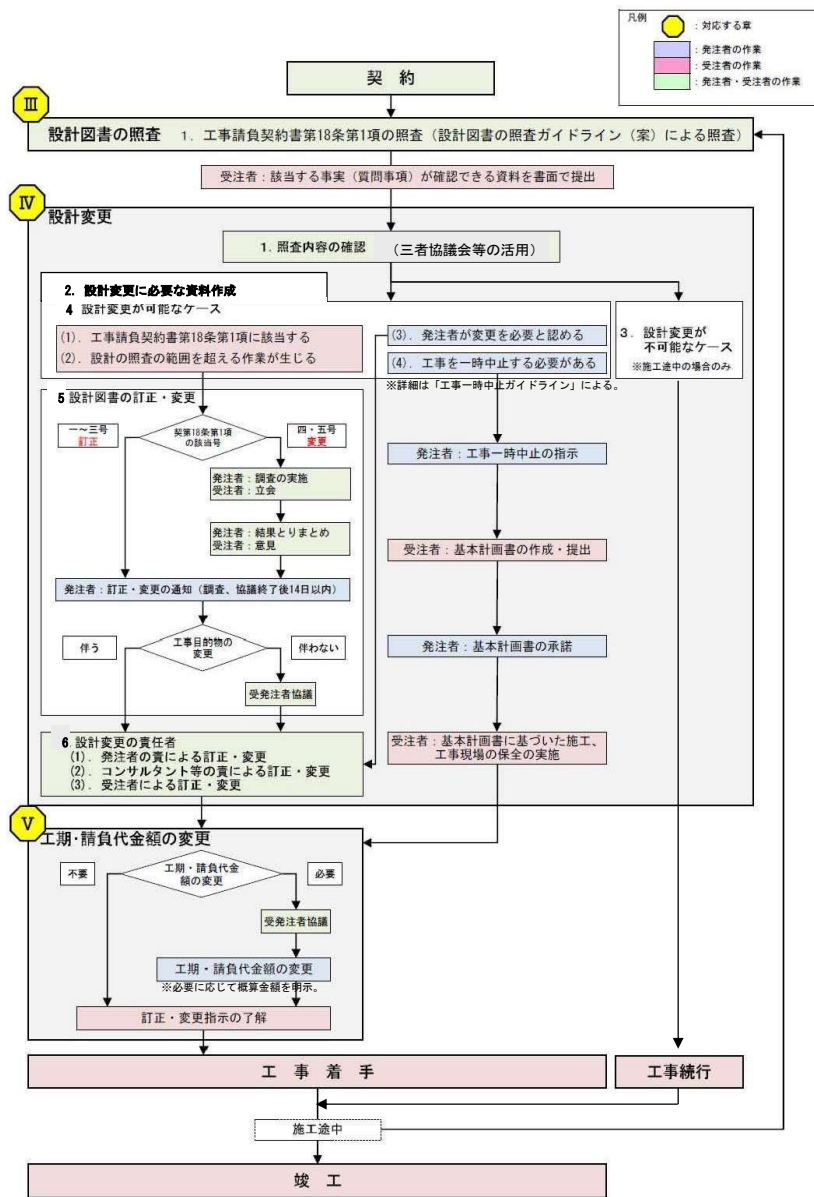 凡例
：対応する章
：発注者の作業
：受注者の作業
：発注者・受注者の作業
契 約
Ⅲ
設計図書の照査 1．工事請負契約書第18条第1項の照査（設計図書の照査ガイドライン（案）による照査）
受注者：該当する事実（質問事項）が確認できる資料を書面で提出
Ⅳ
設計変更
1．照査内容の確認 （三者協議会等の活用）
2．設計変更に必要な資料作成
4 設計変更が可能なケース
(1)．工事請負契約書第18条第1項に該当する
(2)．設計の照査の範囲を超える作業が生じる
(3)．発注者が変更を必要と認める
(4)．工事を一時中止する必要がある
※詳細は「工事一時中止ガイドライン」による。
3．設計変更が
不可能なケース
※施工途中の場合のみ
5 設計図書の訂正・変更
一～三号
訂正
契第18条第1項
の該当号
四・五号
変更
発注者：調査の実施
受注者：立会
発注者：結果とりまとめ
受注者：意見
発注者：訂正・変更の通知（調査、協議終了後14日以内）
伴う
工事目的物の
変更
伴わない
受発注者協議
発注者：工事一時中止の指示
受注者：基本計画書の作成・提出
発注者：基本計画書の承諾
受注者：基本計画書に基づいた施工、
工事現場の保全の実施
6 設計変更の責任者
(1)．発注者の責による訂正・変更
(2)．コンサルタント等の責による訂正・変更
(3)．受注者による訂正・変更
Ⅴ
工期・請負代金額の変更
不要
工期・請負代金
額の変更
必要
受発注者協議
工期・請負代金額の変更
※必要に応じて概算金額を明示。
訂正・変更指示の了解
工 事 着 手
工事続行
施工途中
竣 工